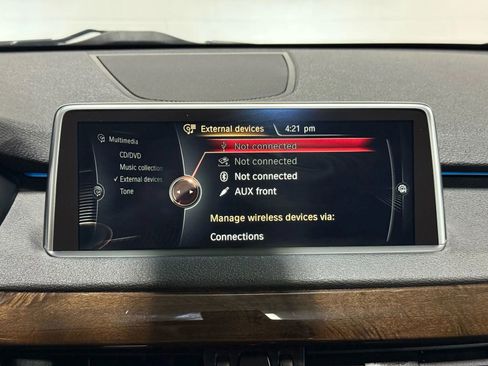 External devices 4:21 pm
Multimedia
CD/DVD
Music collection
External devices
Tone
Not connected
Not connected
Not connected
AUX front
Manage wireless devices via:
Connections